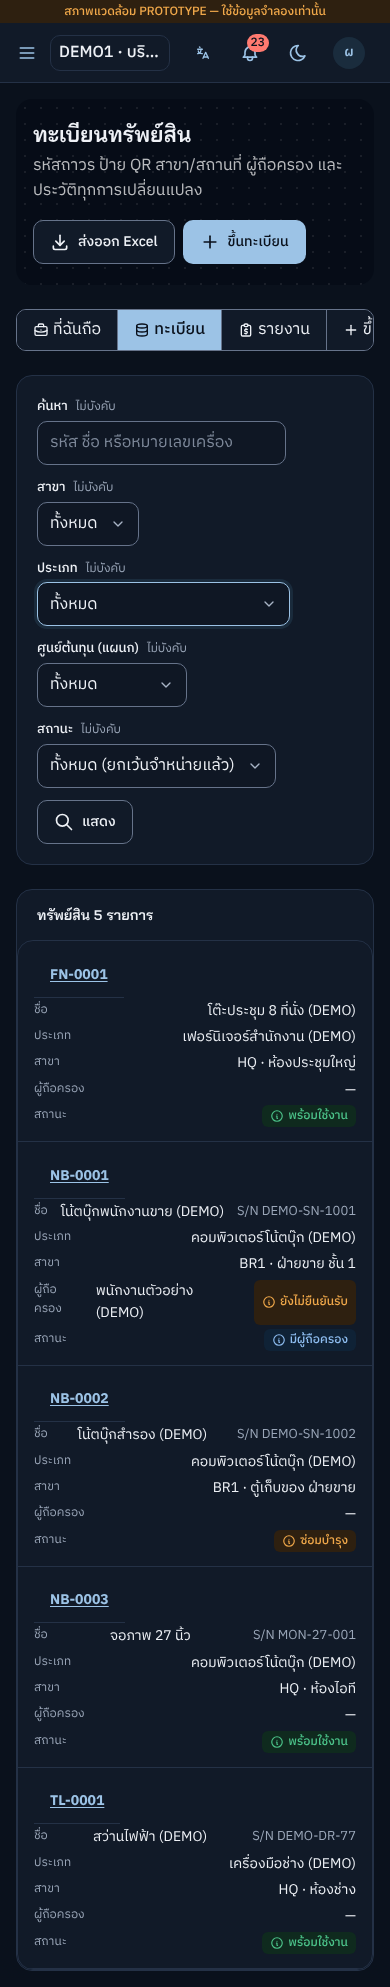 สภาพแวดล้อม PROTOTYPE — ใช้ข้อมูลจำลองเท่านั้น
DEMO1 · บริ...
23
ผ
ทะเบียนทรัพย์สิน
รหัสถาวร ป้าย QR สาขา/สถานที่ ผู้ถือครอง และ
ประวัติทุกการเปลี่ยนแปลง
ส่งออก Excel
ขึ้นทะเบียน
ที่ฉันถือ
ทะเบียน
รายงาน
ขึ้
ค้นหา ไม่บังคับ
รหัส ชื่อ หรือหมายเลขเครื่อง
สาขา ไม่บังคับ
ทั้งหมด
ประเภท ไม่บังคับ
ทั้งหมด
ศูนย์ต้นทุน (แผนก) ไม่บังคับ
ทั้งหมด
สถานะ ไม่บังคับ
ทั้งหมด (ยกเว้นจำหน่ายแล้ว)
แสดง
ทรัพย์สิน 5 รายการ
FN-0001
ชื่อ โต๊ะประชุม 8 ที่นั่ง (DEMO)
ประเภท เฟอร์นิเจอร์สำนักงาน (DEMO)
สาขา HQ · ห้องประชุมใหญ่
ผู้ถือครอง —
สถานะ พร้อมใช้งาน
NB-0001
ชื่อ โน้ตบุ๊กพนักงานขาย (DEMO) S/N DEMO-SN-1001
ประเภท คอมพิวเตอร์โน้ตบุ๊ก (DEMO)
สาขา BR1 · ฝ่ายขาย ชั้น 1
ผู้ถือ
ครอง
พนักงานตัวอย่าง
(DEMO)
ยังไม่ยืนยันรับ
สถานะ มีผู้ถือครอง
NB-0002
ชื่อ โน้ตบุ๊กสำรอง (DEMO) S/N DEMO-SN-1002
ประเภท คอมพิวเตอร์โน้ตบุ๊ก (DEMO)
สาขา BR1 · ตู้เก็บของ ฝ่ายขาย
ผู้ถือครอง —
สถานะ ซ่อมบำรุง
NB-0003
ชื่อ จอภาพ 27 นิ้ว S/N MON-27-001
ประเภท คอมพิวเตอร์โน้ตบุ๊ก (DEMO)
สาขา HQ · ห้องไอที
ผู้ถือครอง —
สถานะ พร้อมใช้งาน
TL-0001
ชื่อ สว่านไฟฟ้า (DEMO) S/N DEMO-DR-77
ประเภท เครื่องมือช่าง (DEMO)
สาขา HQ · ห้องช่าง
ผู้ถือครอง —
สถานะ พร้อมใช้งาน